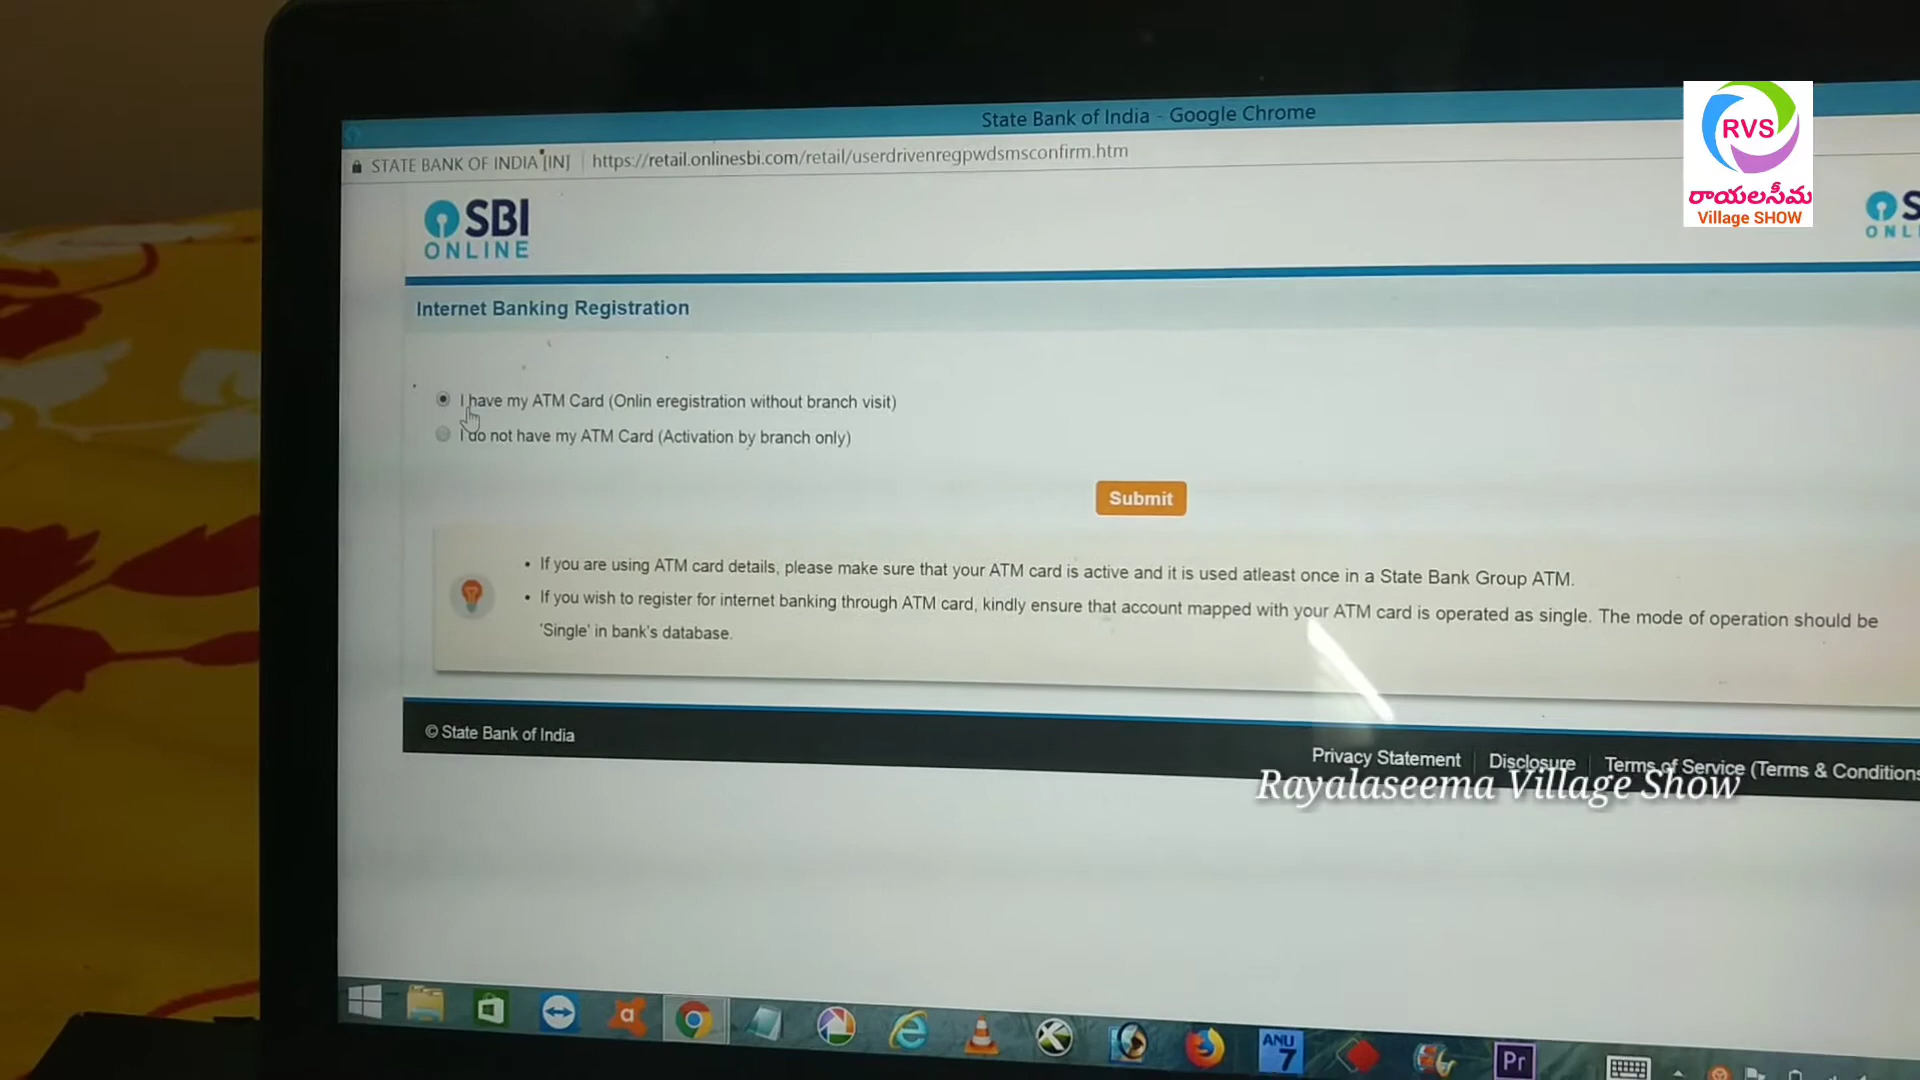 State Bank of India - Google Chrome
STATE BANK OF INDIA [IN] https://retail.onlinesbi.com/retail/userdrivenregpwdsmsconfirm.htm
RVS
రాయలసీమ
Village SHOW
SBI
ONLINE
Internet Banking Registration
I have my ATM Card (Onlin eregistration without branch visit)
I do not have my ATM Card (Activation by branch only)
Submit
• If you are using ATM card details, please make sure that your ATM card is active and it is used atleast once in a State Bank Group ATM.
• If you wish to register for internet banking through ATM card, kindly ensure that account mapped with your ATM card is operated as single. The mode of operation should be
'Single' in bank's database.
© State Bank of India
Privacy Statement Disclosure Terms of Service (Terms & Conditions
Rayalaseema Village Show
ANU
7
Pr